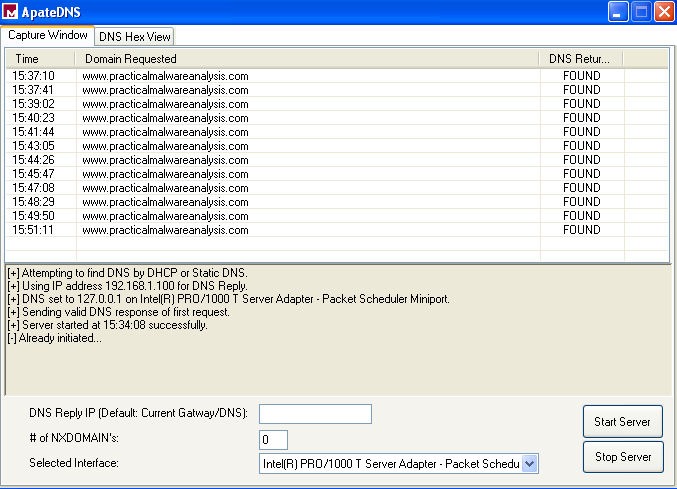 ApateDNS
Capture Window DNS Hex View
Time Domain Requested DNS Retur...
15:37:10 www.practicalmalwareanalysis.com FOUND
15:37:41 www.practicalmalwareanalysis.com FOUND
15:39:02 www.practicalmalwareanalysis.com FOUND
15:40:23 www.practicalmalwareanalysis.com FOUND
15:41:44 www.practicalmalwareanalysis.com FOUND
15:43:05 www.practicalmalwareanalysis.com FOUND
15:44:26 www.practicalmalwareanalysis.com FOUND
15:45:47 www.practicalmalwareanalysis.com FOUND
15:47:08 www.practicalmalwareanalysis.com FOUND
15:48:29 www.practicalmalwareanalysis.com FOUND
15:49:50 www.practicalmalwareanalysis.com FOUND
15:51:11 www.practicalmalwareanalysis.com FOUND
[+] Attempting to find DNS by DHCP or Static DNS.
[+] Using IP address 192.168.1.100 for DNS Reply.
[+] DNS set to 127.0.0.1 on Intel(R) PRO/1000 T Server Adapter - Packet Scheduler Miniport.
[+] Sending valid DNS response of first request.
[+] Server started at 15:34:08 successfully.
[-] Already initiated...
DNS Reply IP (Default: Current Gatway/DNS):
Start Server
# of NXDOMAIN's: 0
Stop Server
Selected Interface: Intel(R) PRO/1000 T Server Adapter - Packet Schedu